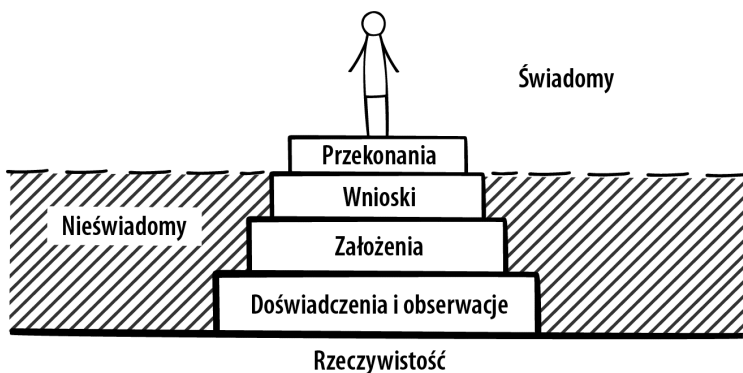 Świadomy
Przekonania
Wnioski
Nieświadomy
Założenia
Doświadczenia i obserwacje
Rzeczywistość